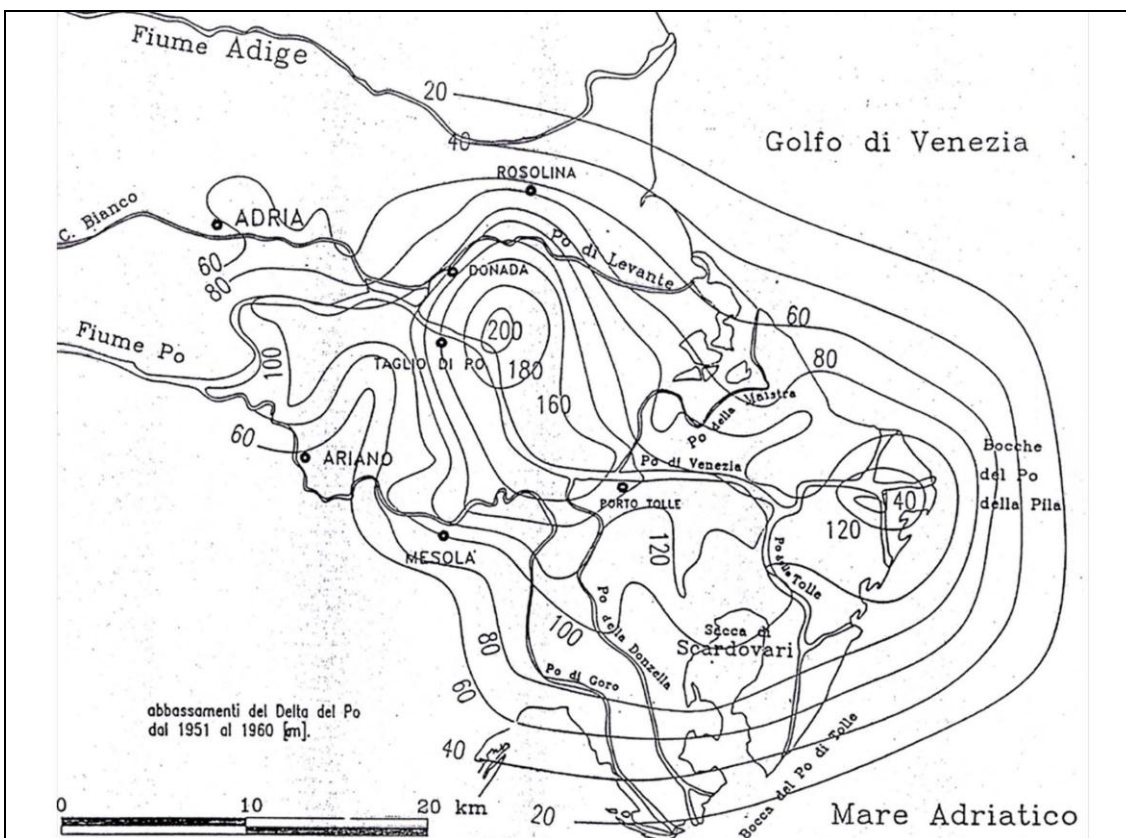 Fiume Adige
20
40
Golfo di Venezia
ROSOLINA
C. Bianco
ADRIA
Po di Levante
60
80
DONADA
60
Fiume Po
100
200
TAGLIO DI PO
180
80
160
Po della Maistra
60
ARIANO
Po di Venezia
Bocche
del Po
della Pila
PORTO TOLLE
40
120
MESOLA'
120
Po delle Tolle
Po della Donzella
100
Sacca di
Scardovari
80
Po di Goro
60
abbassamenti del Delta del Po
dal 1951 al 1960 [cm].
40
Bocca del Po di Tolle
0 10 20 km
20
Mare Adriatico